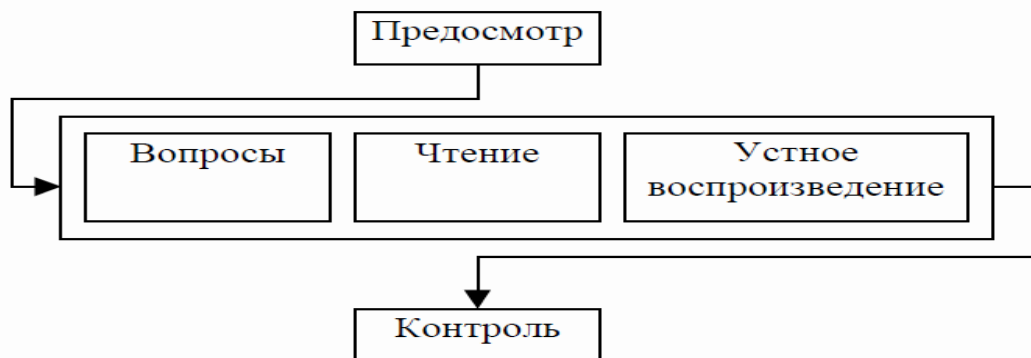 Предосмотр
Вопросы
Чтение
Устное
воспроизведение
Контроль